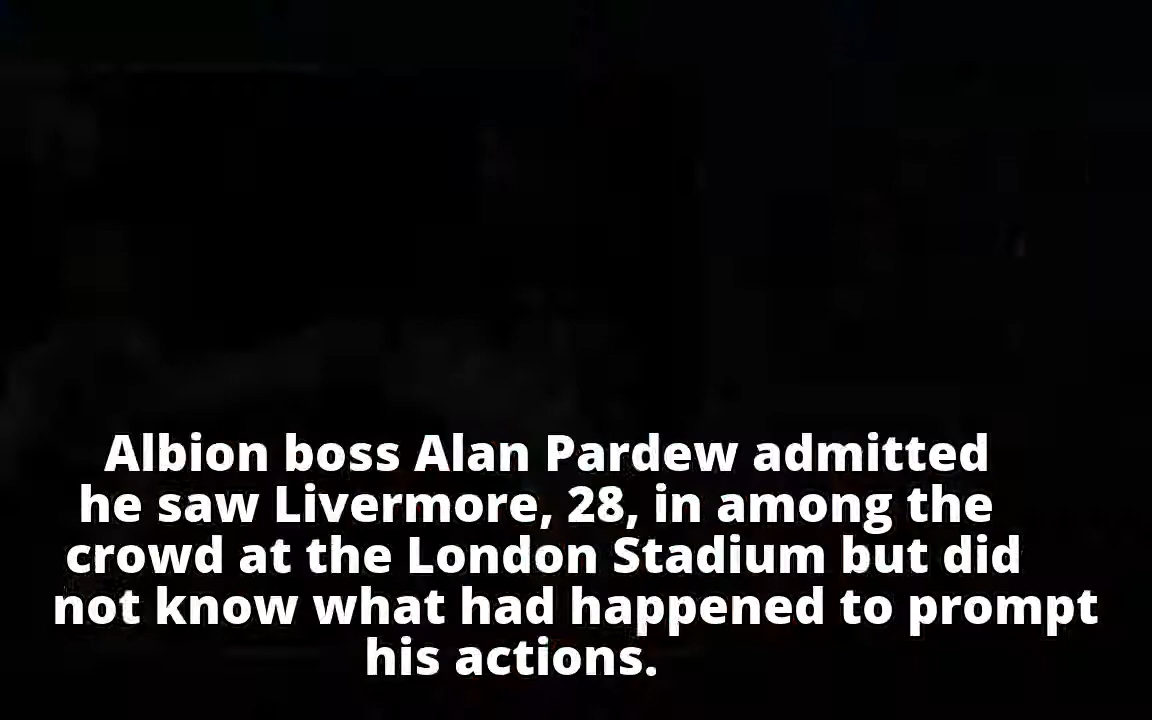 Albion boss Alan Pardew admitted
he saw Livermore, 28, in among the
crowd at the London Stadium but did
not know what had happened to prompt
his actions.